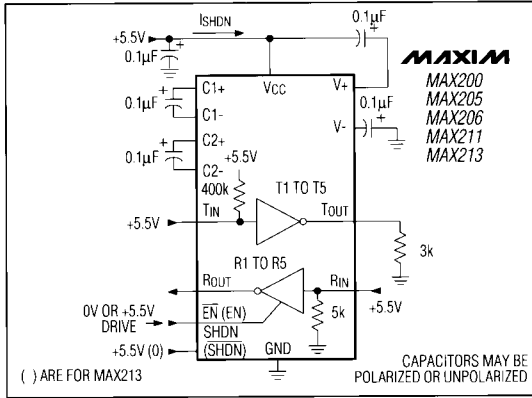 ISHDN
0.1µF
+5.5V
0.1µF
MAXIM
MAX200
MAX205
MAX206
MAX211
MAX213
VCC
V+
C1+
C1-
0.1µF
0.1µF
V-
C2+
C2-
0.1µF
+5.5V
400k
T1 TO T5
TIN
TOUT
+5.5V
3k
R1 TO R5
ROUT
RIN
5k
+5.5V
0V OR +5.5V
DRIVE
EN (EN)
SHDN
+5.5V (0)
(SHDN)
GND
( ) ARE FOR MAX213
CAPACITORS MAY BE
POLARIZED OR UNPOLARIZED